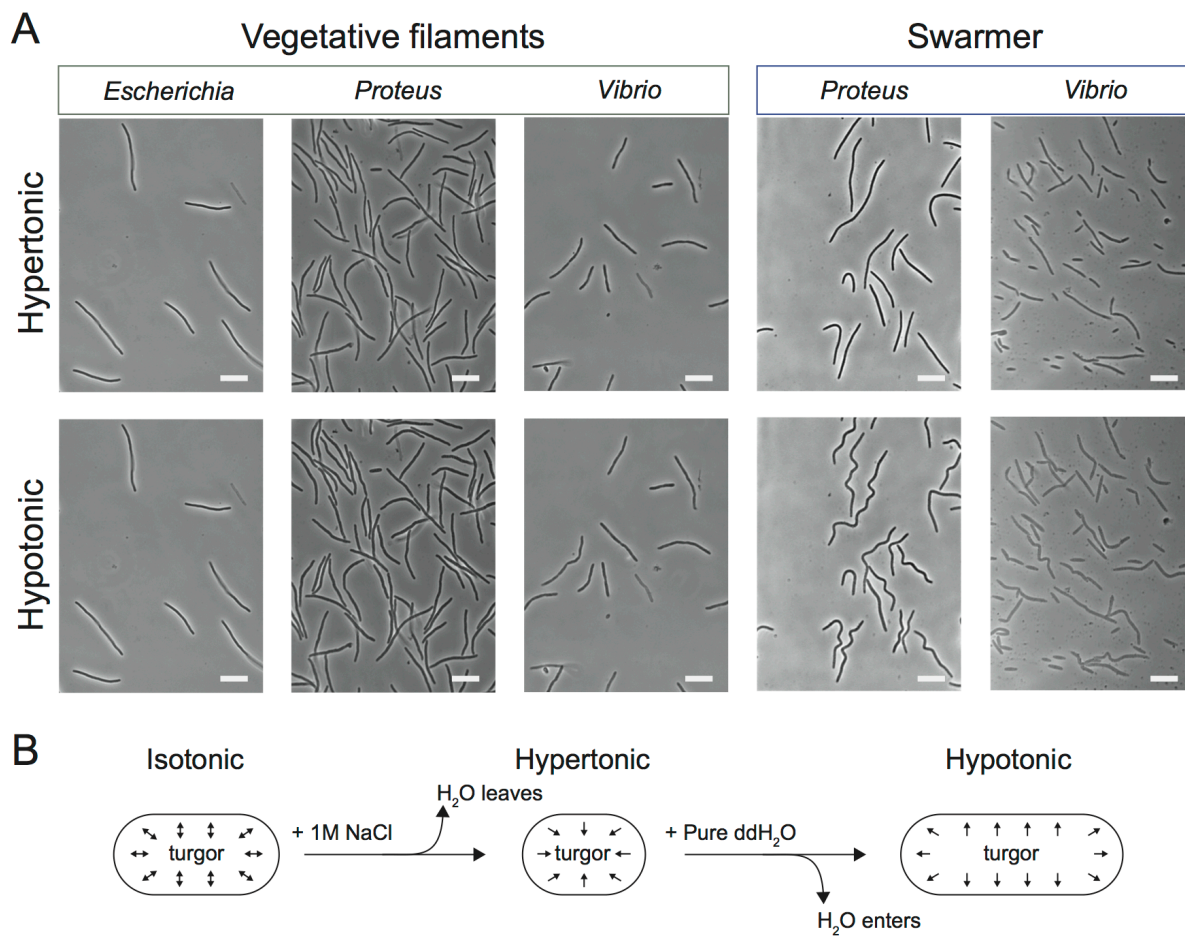 A
Vegetative filaments
Swarmer
Escherichia
Proteus
Vibrio
Proteus
Vibrio
Hypertonic
Hypotonic
B
Isotonic
Hypertonic
Hypotonic
H₂O leaves
+ 1M NaCl
+ Pure ddH₂O
turgor
turgor
turgor
H₂O enters